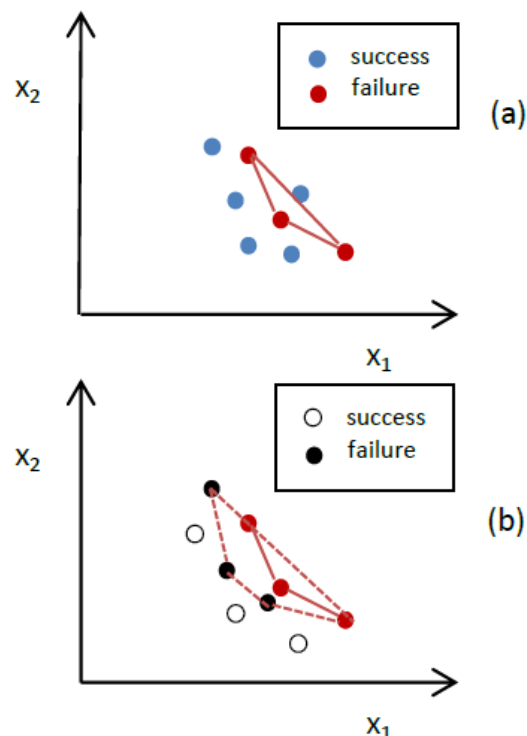 success
failure
(a)
X₂
X₁
success
failure
(b)
X₂
X₁